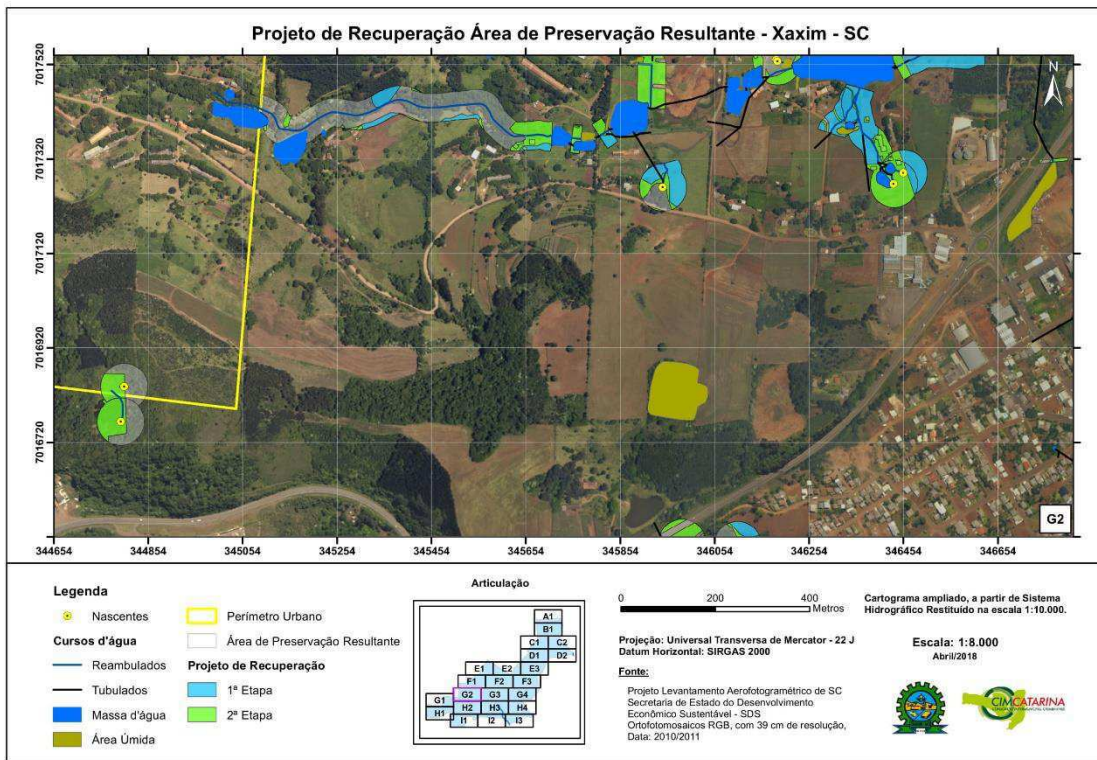 Projeto de Recuperação Área de Preservação Resultante - Xaxim - SC
7017520
7017320
7017120
7016920
7016720
N
G2
344654
344854
345054
345254
345454
345654
345854
346054
346254
346454
346654
Legenda
Nascentes
Cursos d'água
Reambulados
Tubulados
Massa d'água
Área Úmida
Perímetro Urbano
Área de Preservação Resultante
Projeto de Recuperação
1ª Etapa
2ª Etapa
Articulação
A1
B1
C1 C2
D1 D2
E1 E2 E3
F1 F2 F3
G1 G2 G3 G4
H1 H2 H3 H4
I1 I2 I3
0 200 400
Metros
Projeção: Universal Transversa de Mercator - 22 J
Datum Horizontal: SIRGAS 2000
Fonte:
Projeto Levantamento Aerofotogramétrico de SC
Secretaria de Estado do Desenvolvimento
Econômico Sustentável - SDS
Ortofotomosaicos RGB, com 39 cm de resolução,
Data: 2010/2011
Cartograma ampliado, a partir de Sistema
Hidrográfico Restituído na escala 1:10.000.
Escala: 1:8.000
Abril/2018
CIMCATARINA